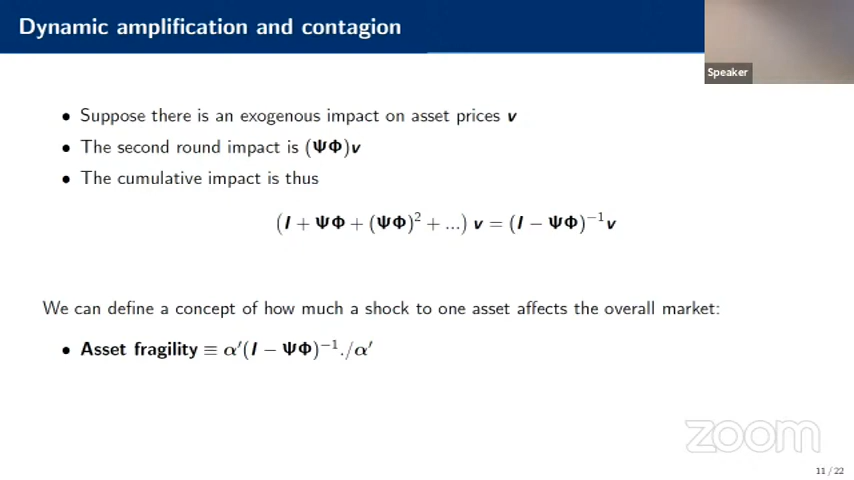 Dynamic amplification and contagion
Speaker
• Suppose there is an exogenous impact on asset prices v
• The second round impact is (ΨΦ)v
• The cumulative impact is thus
(I + ΨΦ + (ΨΦ)² + ...) v = (I − ΨΦ)⁻¹v
We can define a concept of how much a shock to one asset affects the overall market:
• Asset fragility ≡ α′(I − ΨΦ)⁻¹./α′
zoom
11 / 22